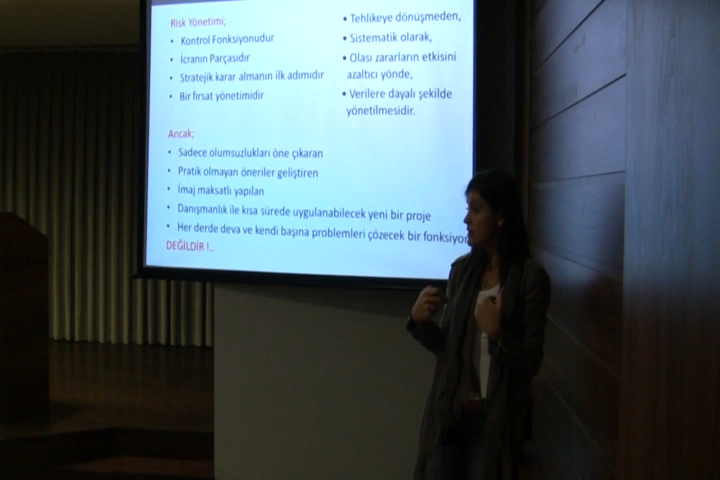 Risk Yönetimi;
• Kontrol Fonksiyonudur
• İcranın Parçasıdır
• Stratejik karar almanın ilk adımıdır
• Bir fırsat yönetimidir
• Tehlikeye dönüşmeden,
• Sistematik olarak,
• Olası zararların etkisini
azaltıcı yönde,
• Verilere dayalı şekilde
yönetilmesidir.
Ancak;
• Sadece olumsuzlukları öne çıkaran
• Pratik olmayan öneriler geliştiren
• İmaj maksatlı yapılan
• Danışmanlık ile kısa sürede uygulanabilecek yeni bir proje
• Her derde deva ve kendi başına problemleri çözecek bir fonksiyon
DEĞİLDİR !..